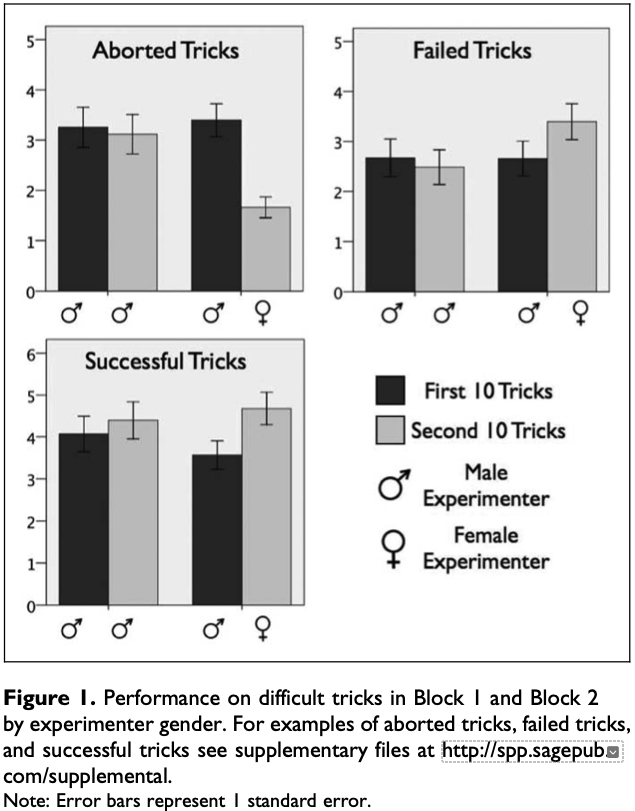 Aborted Tricks
5
4
3
2
1
0
♂ ♂ ♂ ♀
Failed Tricks
5
4
3
2
1
0
♂ ♂ ♂ ♀
Successful Tricks
6
5
4
3
2
1
0
♂ ♂ ♂ ♀
First 10 Tricks
Second 10 Tricks
♂ Male
Experimenter
♀ Female
Experimenter
Figure 1. Performance on difficult tricks in Block 1 and Block 2
by experimenter gender. For examples of aborted tricks, failed tricks,
and successful tricks see supplementary files at http://spp.sagepub.
com/supplemental.
Note: Error bars represent 1 standard error.